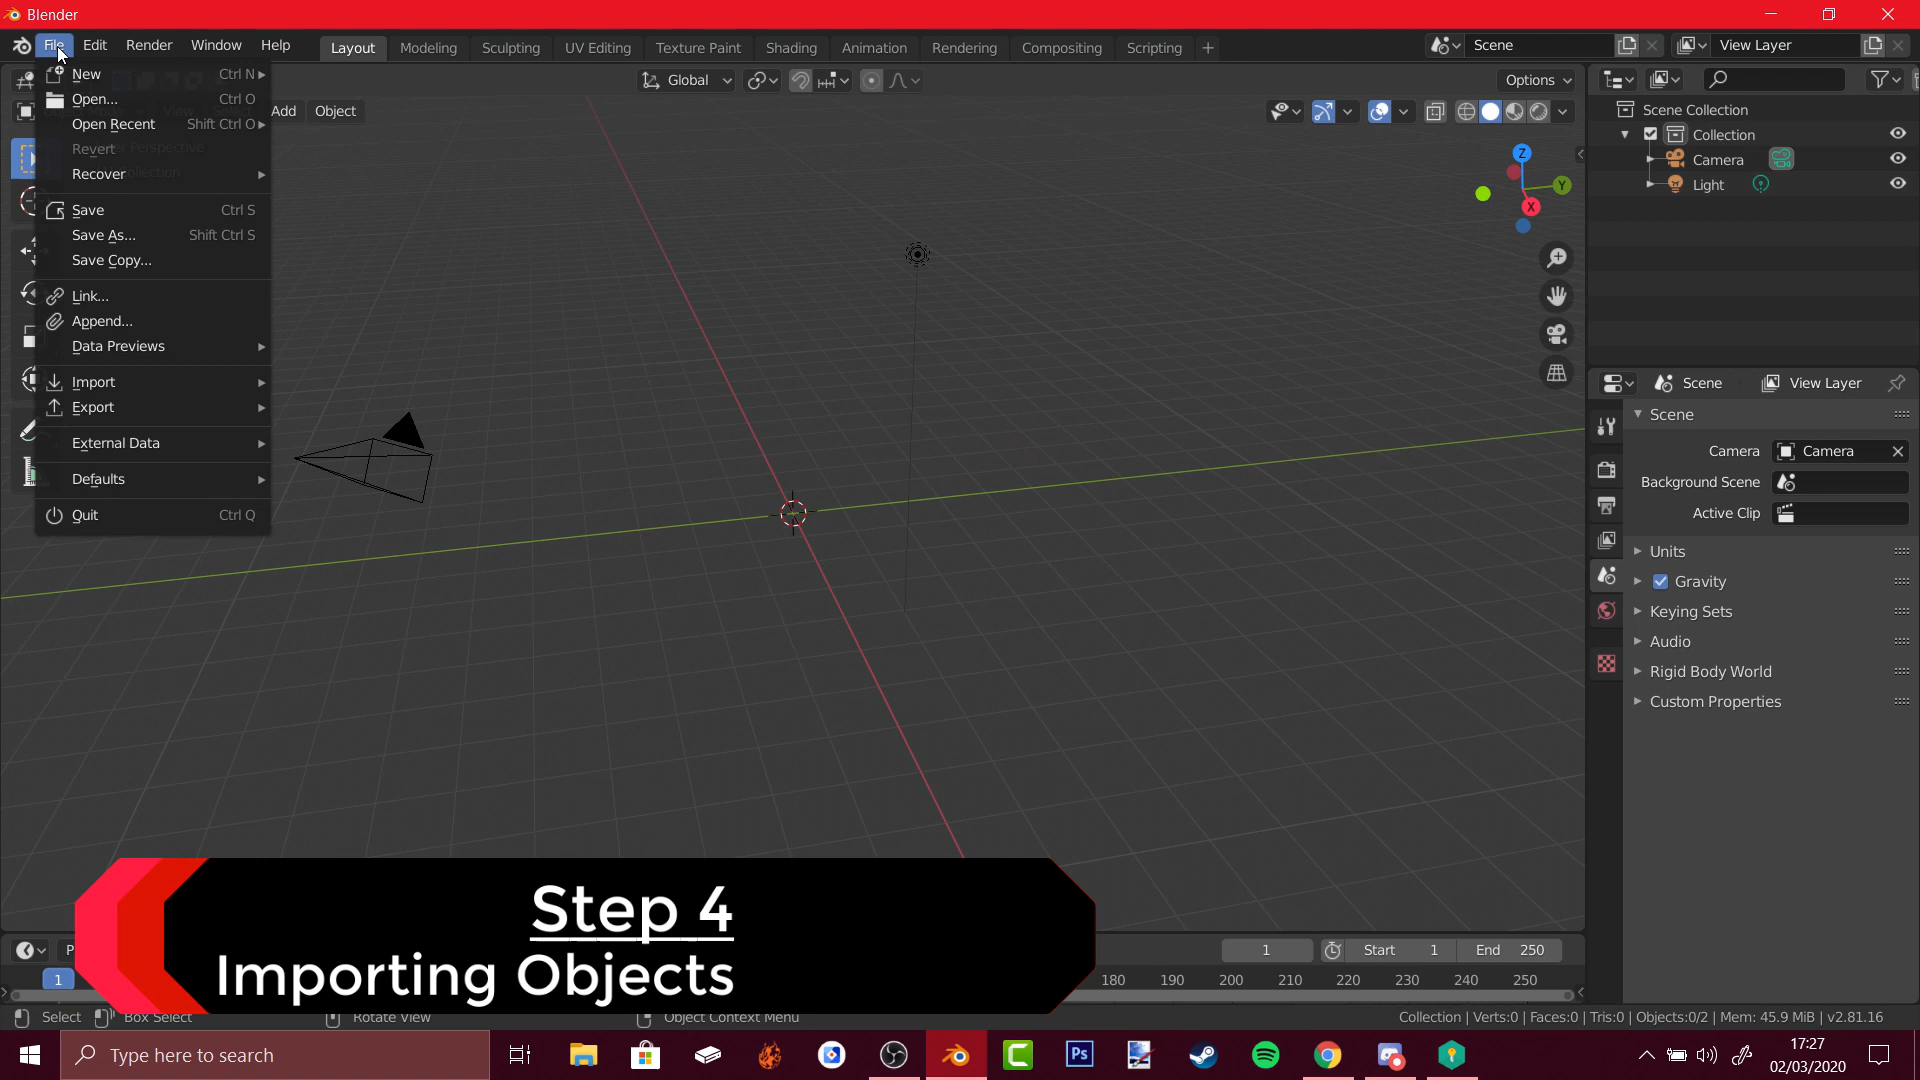 Blender
File Edit Render Window Help Layout Modeling Sculpting UV Editing Texture Paint Shading Animation Rendering Compositing Scripting + Scene View Layer
New Ctrl N
Open... Ctrl O
Open Recent Shift Ctrl O
Revert
Recover
Save Ctrl S
Save As... Shift Ctrl S
Save Copy...
Link...
Append...
Data Previews
Import
Export
External Data
Defaults
Quit Ctrl Q
Global Options
View Select Add Object
Z
Y
X
Scene Collection
Collection
Camera
Light
Scene View Layer
Scene
Camera Camera
Background Scene
Active Clip
Units
Gravity
Keying Sets
Audio
Rigid Body World
Custom Properties
Step 4
Importing Objects
1 Start 1 End 250
1 180 190 200 210 220 230 240 250
Select Box Select Rotate View Object Context Menu Collection | Verts:0 | Faces:0 | Tris:0 | Objects:0/2 | Mem: 45.9 MiB | v2.81.16
Type here to search
Ps
17:27
02/03/2020